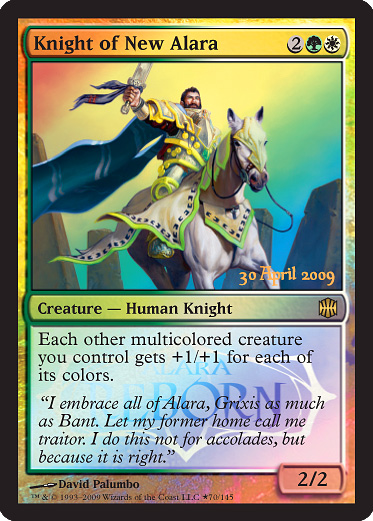 Knight of New Alara 2
30 April 2009
Creature — Human Knight
Each other multicolored creature
you control gets +1/+1 for each of
its colors.
ALARA
REBORN
“I embrace all of Alara, Grixis as much
as Bant. Let my former home call me
traitor. I do this not for accolades, but
because it is right.”
David Palumbo
2/2
™ & © 1993–2009 Wizards of the Coast LLC ★70/145